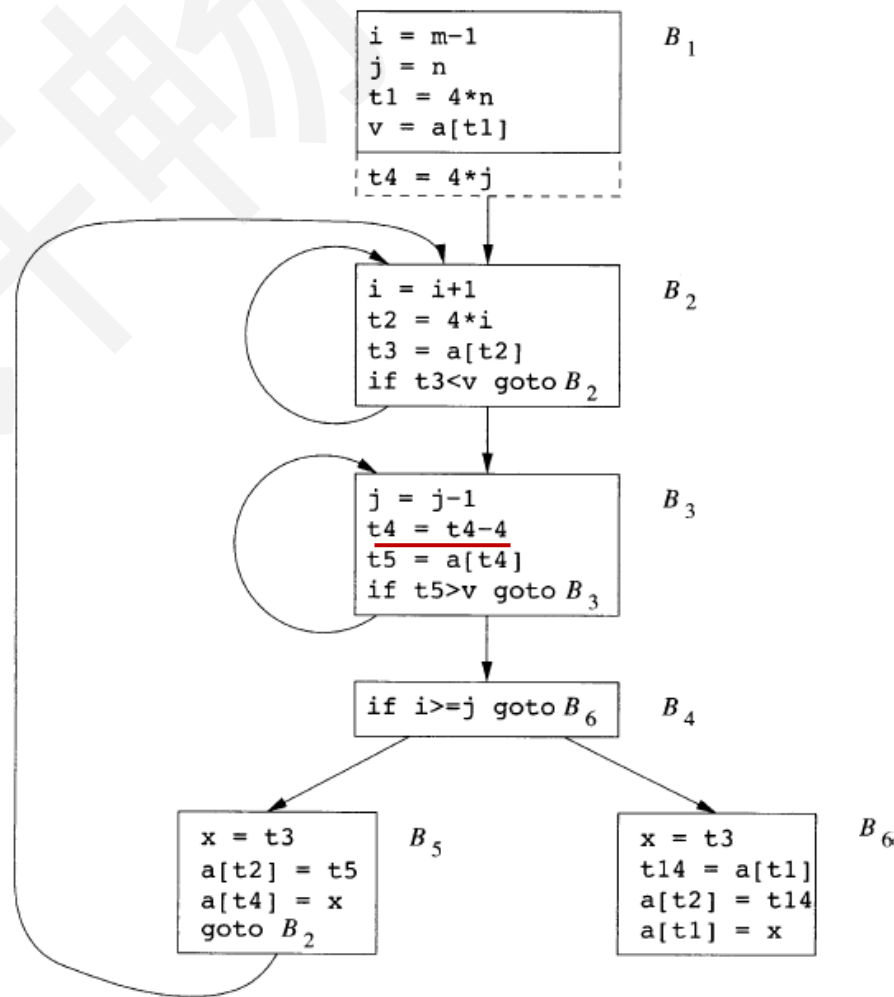 i = m-1
j = n
t1 = 4*n
v = a[t1]
t4 = 4*j
B1
i = i+1
t2 = 4*i
t3 = a[t2]
if t3<v goto B2
B2
j = j-1
t4 = t4-4
t5 = a[t4]
if t5>v goto B3
B3
if i>=j goto B6
B4
x = t3
a[t2] = t5
a[t4] = x
goto B2
B5
x = t3
t14 = a[t1]
a[t2] = t14
a[t1] = x
B6